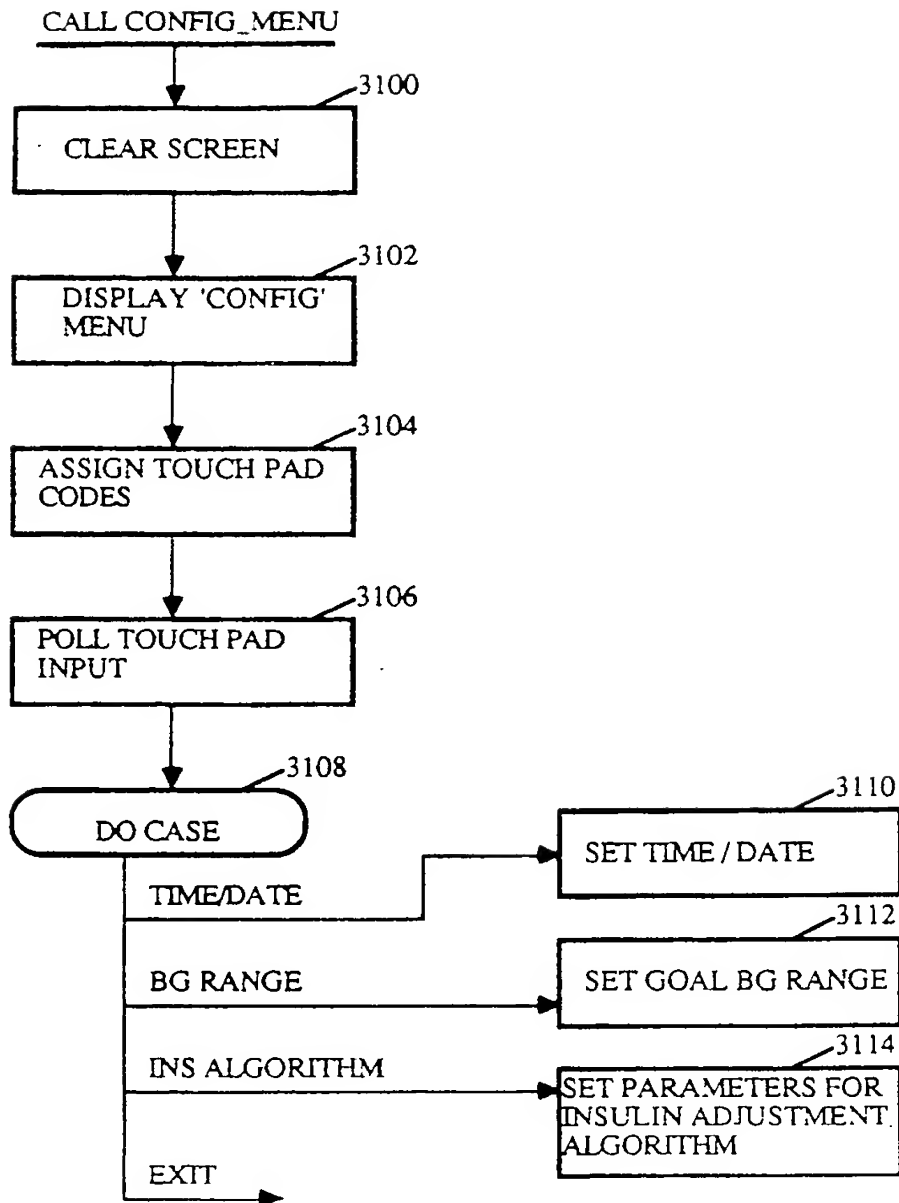 CALL CONFIG_MENU
3100
CLEAR SCREEN
3102
DISPLAY 'CONFIG'
MENU
3104
ASSIGN TOUCH PAD
CODES
3106
POLL TOUCH PAD
INPUT
3108
DO CASE
3110
SET TIME / DATE
TIME/DATE
3112
SET GOAL BG RANGE
BG RANGE
3114
INS ALGORITHM
SET PARAMETERS FOR
INSULIN ADJUSTMENT
ALGORITHM
EXIT